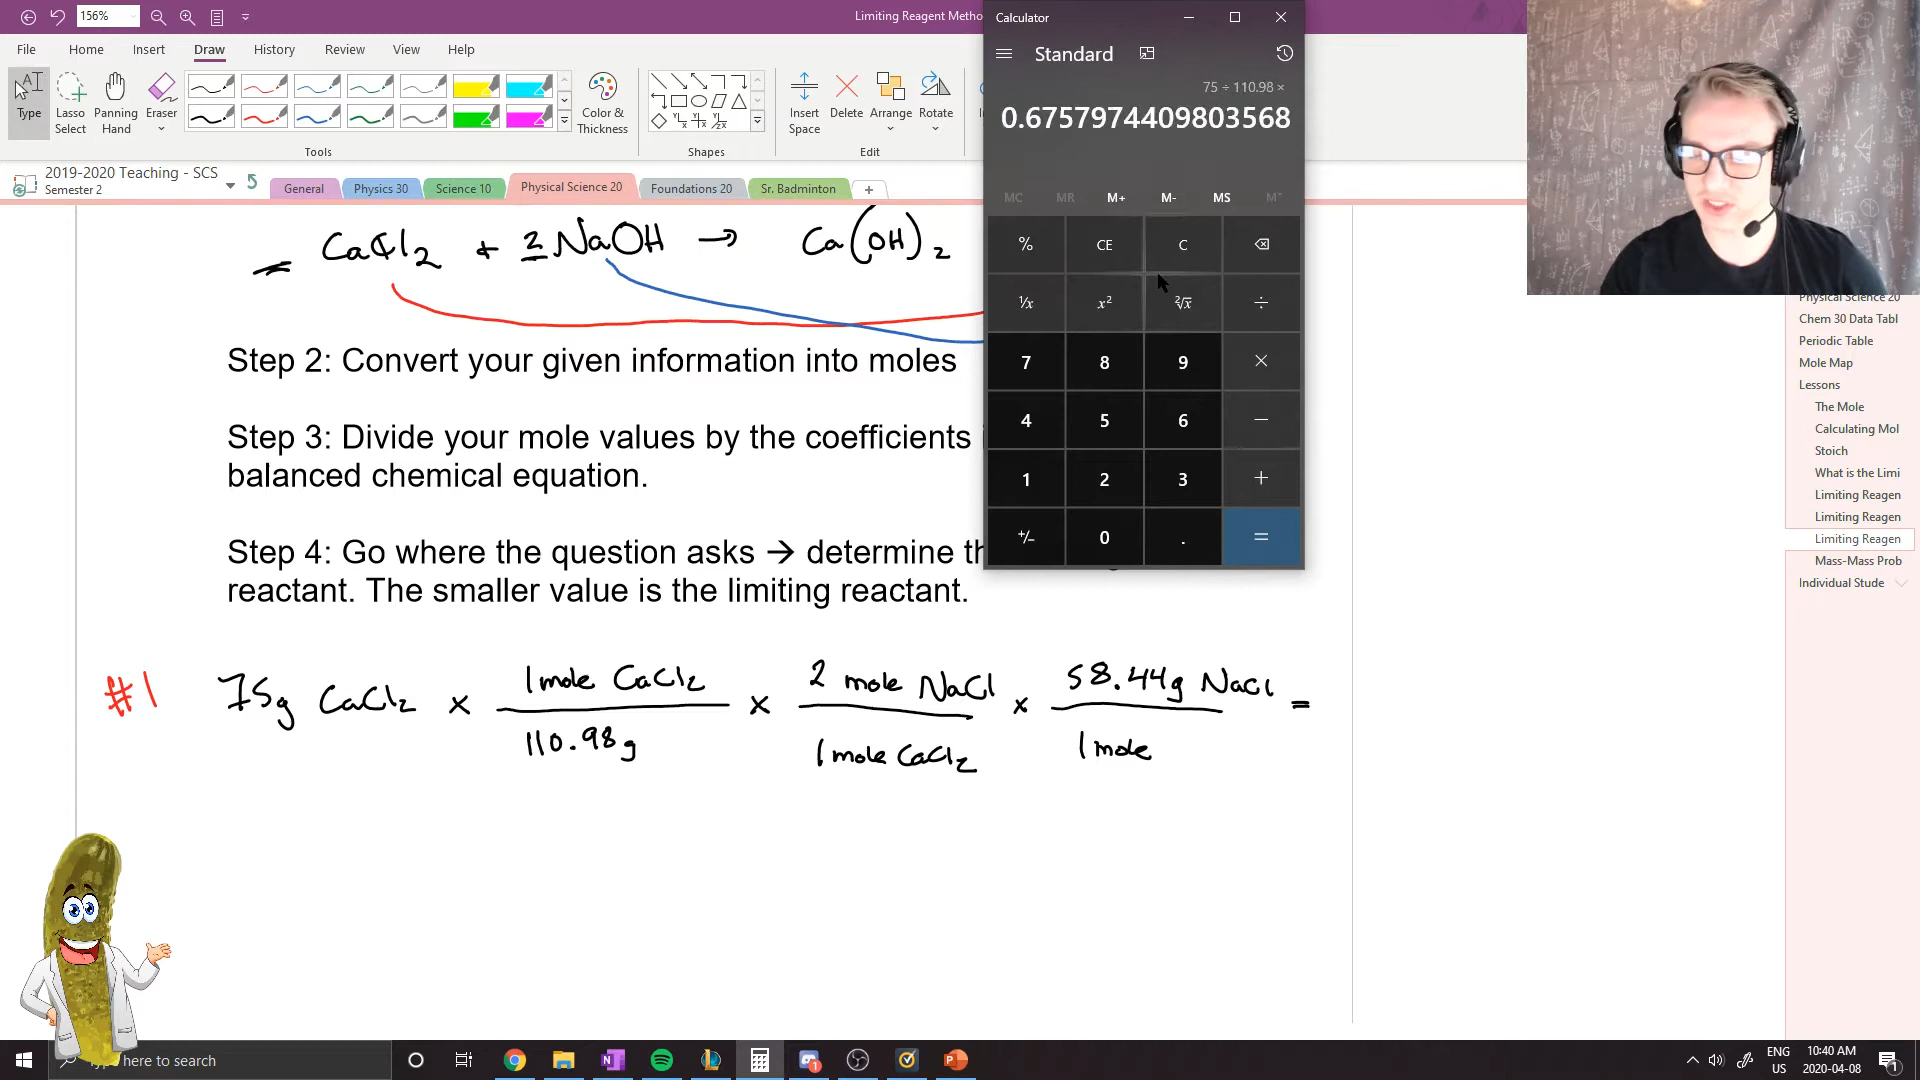 156%
Limiting Reagent Metho
Calculator
File Home Insert Draw History Review View Help
Standard
75 ÷ 110.98 ×
0.6757974409803568
Type
Lasso Select
Panning Hand
Eraser
Color & Thickness
Insert Space
Delete
Arrange
Rotate
Tools
Shapes
Edit
2019-2020 Teaching - SCS
Semester 2
General Physics 30 Science 10 Physical Science 20 Foundations 20 Sr. Badminton +
MC MR M+ M- MS M˅
% CE C
¹/x x² ²√x ÷
7 8 9 ×
4 5 6 −
1 2 3 +
+/− 0 . =
CaCl₂ + 2 NaOH → Ca(OH)₂
Step 2: Convert your given information into moles
Step 3: Divide your mole values by the coefficients
balanced chemical equation.
Step 4: Go where the question asks → determine th
reactant. The smaller value is the limiting reactant.
#1 75g CaCl₂ × 1 mole CaCl₂ × 2 mole NaCl × 58.44g NaCl =
110.98g 1 mole CaCl₂ 1 mole
Physical Science 20
Chem 30 Data Tabl
Periodic Table
Mole Map
Lessons
The Mole
Calculating Mol
Stoich
What is the Limi
Limiting Reagen
Limiting Reagen
Limiting Reagen
Mass-Mass Prob
Individual Stude
here to search
ENG
US
10:40 AM
2020-04-08